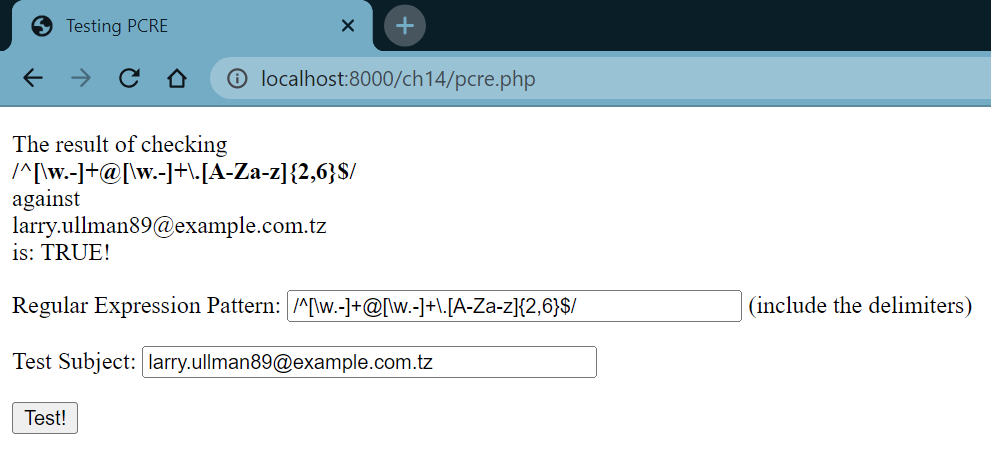 Testing PCRE
localhost:8000/ch14/pcre.php
The result of checking
/^[\w.-]+@[\w.-]+\.[A-Za-z]{2,6}$/
against
larry.ullman89@example.com.tz
is: TRUE!
Regular Expression Pattern: /^[\w.-]+@[\w.-]+\.[A-Za-z]{2,6}$/ (include the delimiters)
Test Subject: larry.ullman89@example.com.tz
Test!